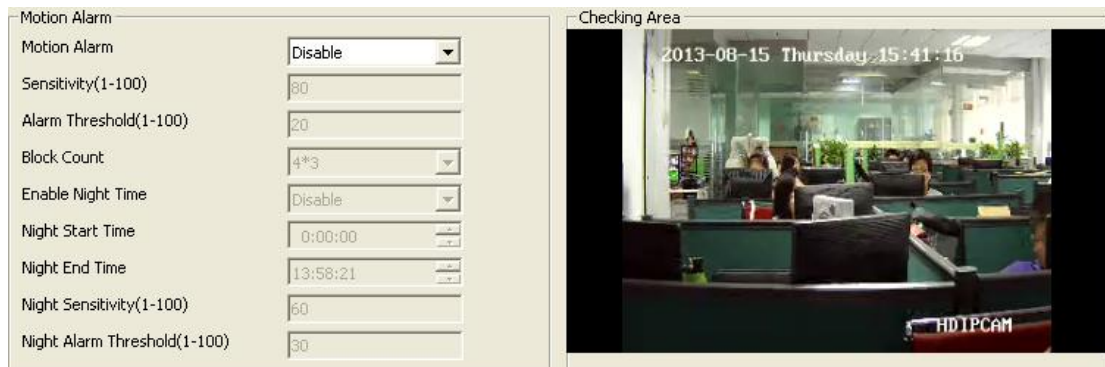 Motion Alarm
Motion Alarm
Disable
Sensitivity(1-100)
80
Alarm Threshold(1-100)
20
Block Count
4*3
Enable Night Time
Disable
Night Start Time
0:00:00
Night End Time
13:58:21
Night Sensitivity(1-100)
60
Night Alarm Threshold(1-100)
30
Checking Area
2013-08-15 Thursday 15:41:16
HDIPCAM